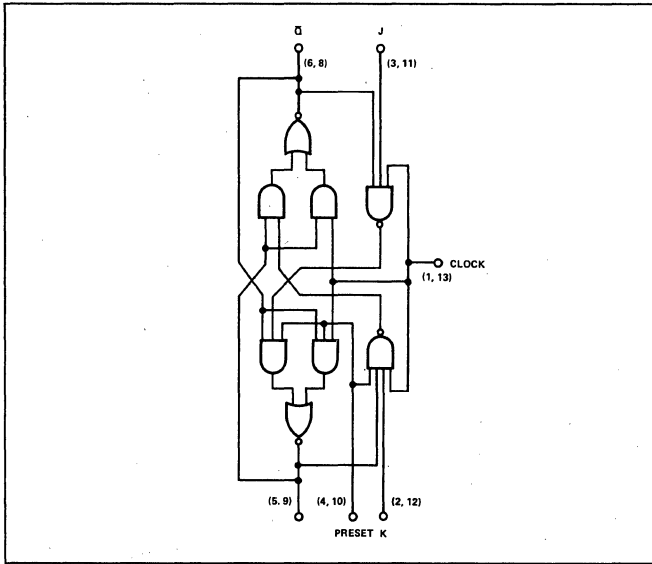 Q̅ J
(6, 8) (3, 11)
CLOCK
(1, 13)
(5, 9) (4, 10) (2, 12)
PRESET K